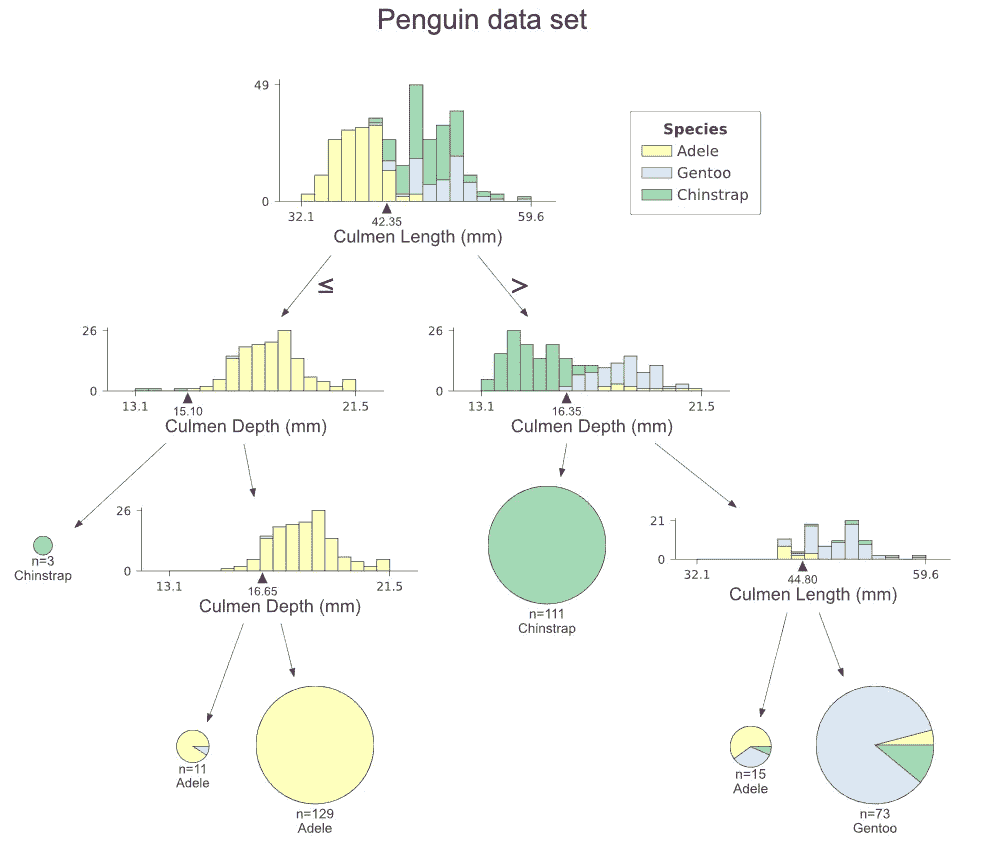 Penguin data set
49
0
32.1
42.35
59.6
Culmen Length (mm)
Species
Adele
Gentoo
Chinstrap
≤
>
26
0
13.1
15.10
21.5
Culmen Depth (mm)
26
0
13.1
16.35
21.5
Culmen Depth (mm)
n=3
Chinstrap
26
0
13.1
16.65
21.5
Culmen Depth (mm)
n=111
Chinstrap
21
0
32.1
44.80
59.6
Culmen Length (mm)
n=11
Adele
n=129
Adele
n=15
Adele
n=73
Gentoo